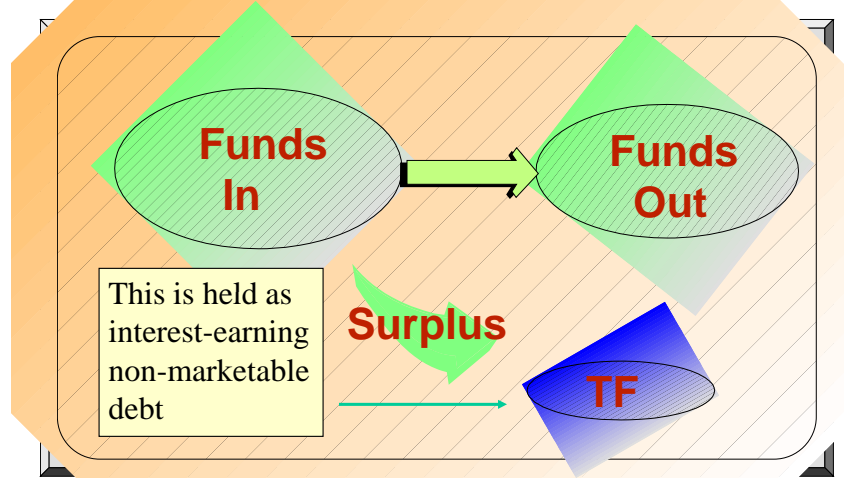 Funds
In
Funds
Out
This is held as
interest-earning
non-marketable
debt
Surplus
TF